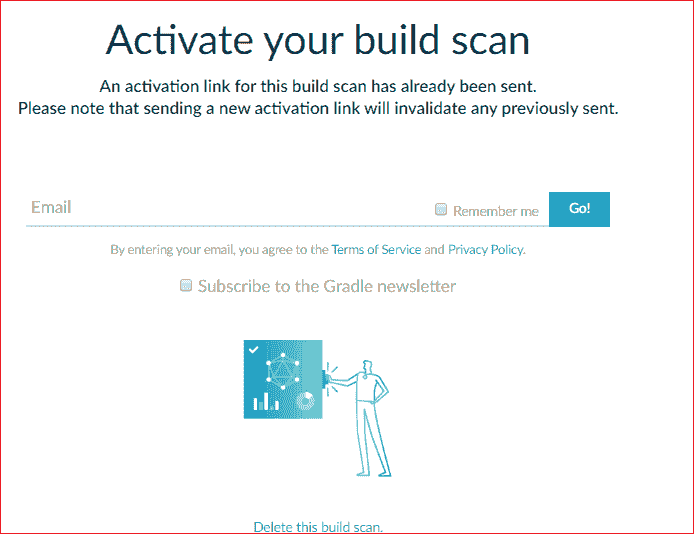 Activate your build scan
An activation link for this build scan has already been sent.
Please note that sending a new activation link will invalidate any previously sent.
Email
Remember me
Go!
By entering your email, you agree to the Terms of Service and Privacy Policy.
Subscribe to the Gradle newsletter
Delete this build scan.